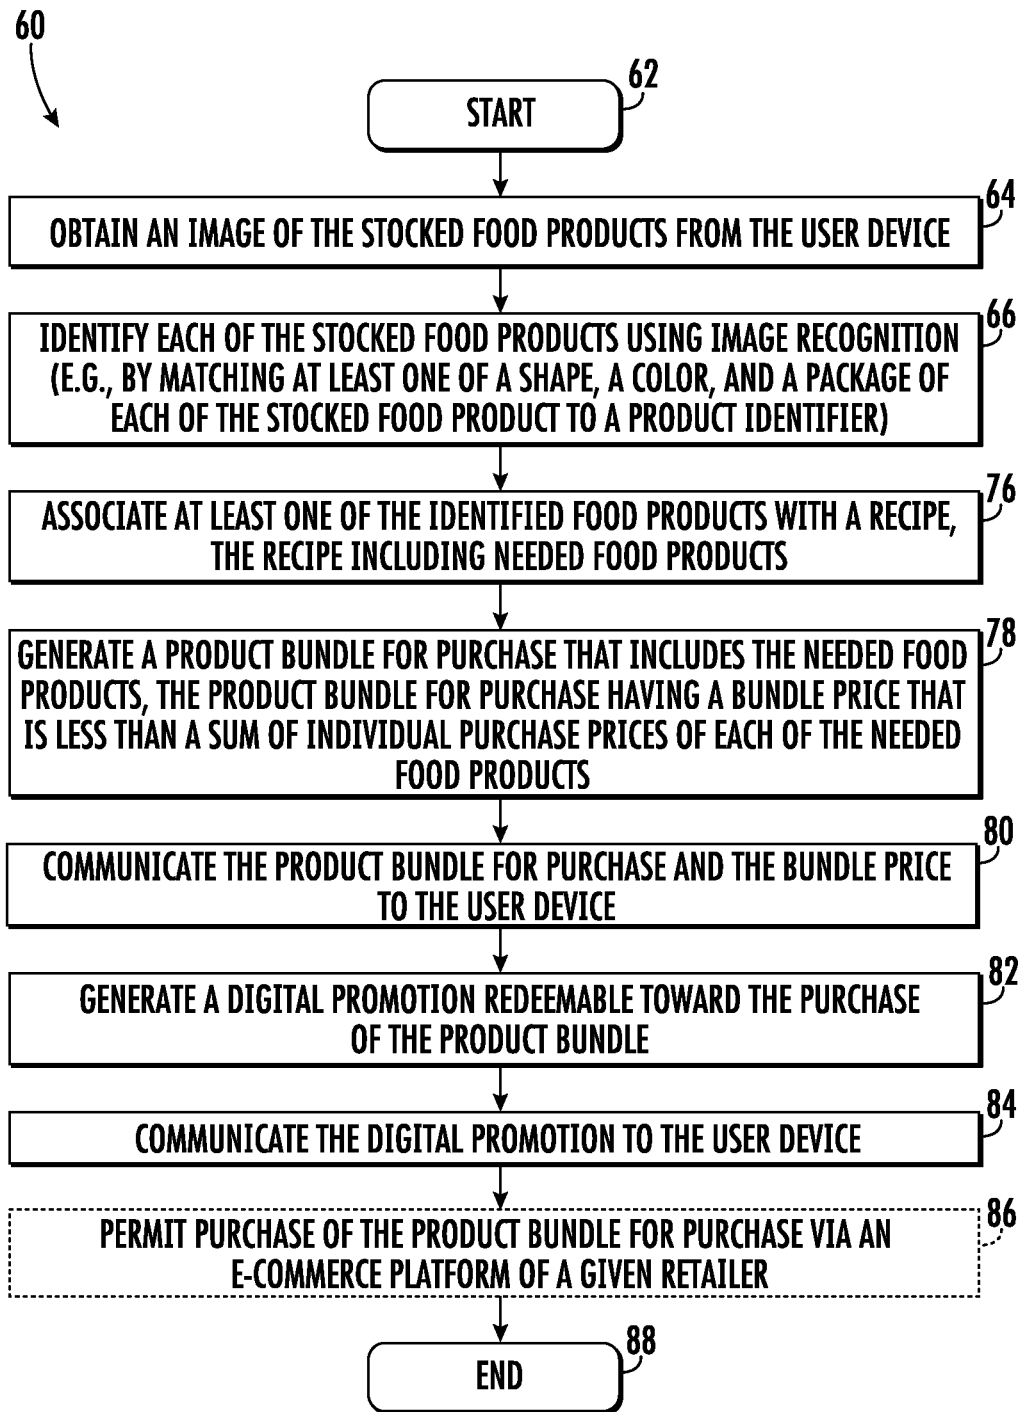 60
62
START
64
OBTAIN AN IMAGE OF THE STOCKED FOOD PRODUCTS FROM THE USER DEVICE
66
IDENTIFY EACH OF THE STOCKED FOOD PRODUCTS USING IMAGE RECOGNITION
(E.G., BY MATCHING AT LEAST ONE OF A SHAPE, A COLOR, AND A PACKAGE OF
EACH OF THE STOCKED FOOD PRODUCT TO A PRODUCT IDENTIFIER)
76
ASSOCIATE AT LEAST ONE OF THE IDENTIFIED FOOD PRODUCTS WITH A RECIPE,
THE RECIPE INCLUDING NEEDED FOOD PRODUCTS
78
GENERATE A PRODUCT BUNDLE FOR PURCHASE THAT INCLUDES THE NEEDED FOOD
PRODUCTS, THE PRODUCT BUNDLE FOR PURCHASE HAVING A BUNDLE PRICE THAT
IS LESS THAN A SUM OF INDIVIDUAL PURCHASE PRICES OF EACH OF THE NEEDED
FOOD PRODUCTS
80
COMMUNICATE THE PRODUCT BUNDLE FOR PURCHASE AND THE BUNDLE PRICE
TO THE USER DEVICE
82
GENERATE A DIGITAL PROMOTION REDEEMABLE TOWARD THE PURCHASE
OF THE PRODUCT BUNDLE
84
COMMUNICATE THE DIGITAL PROMOTION TO THE USER DEVICE
86
PERMIT PURCHASE OF THE PRODUCT BUNDLE FOR PURCHASE VIA AN
E-COMMERCE PLATFORM OF A GIVEN RETAILER
88
END